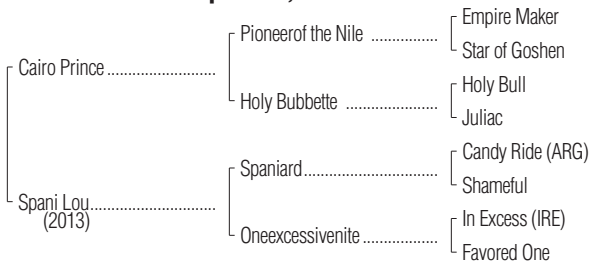 Empire Maker
Pioneerof the Nile ................
Star of Goshen
Cairo Prince ..........................
Holy Bull
Holy Bubbette ......................
Juliac
Candy Ride (ARG)
Spaniard................................
Shameful
Spani Lou..............................
(2013)
In Excess (IRE)
Oneexcessivenite ..................
Favored One